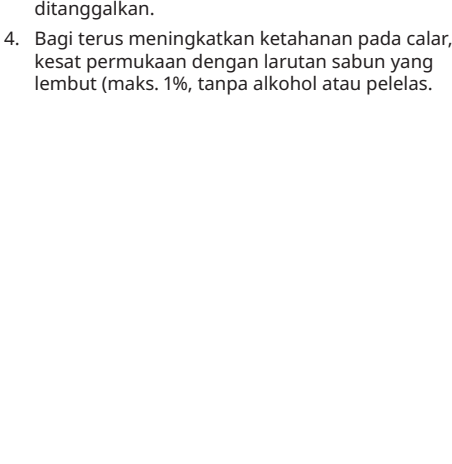 ditanggalkan.
4. Bagi terus meningkatkan ketahanan pada calar,
kesat permukaan dengan larutan sabun yang
lembut (maks. 1%, tanpa alkohol atau pelelas.